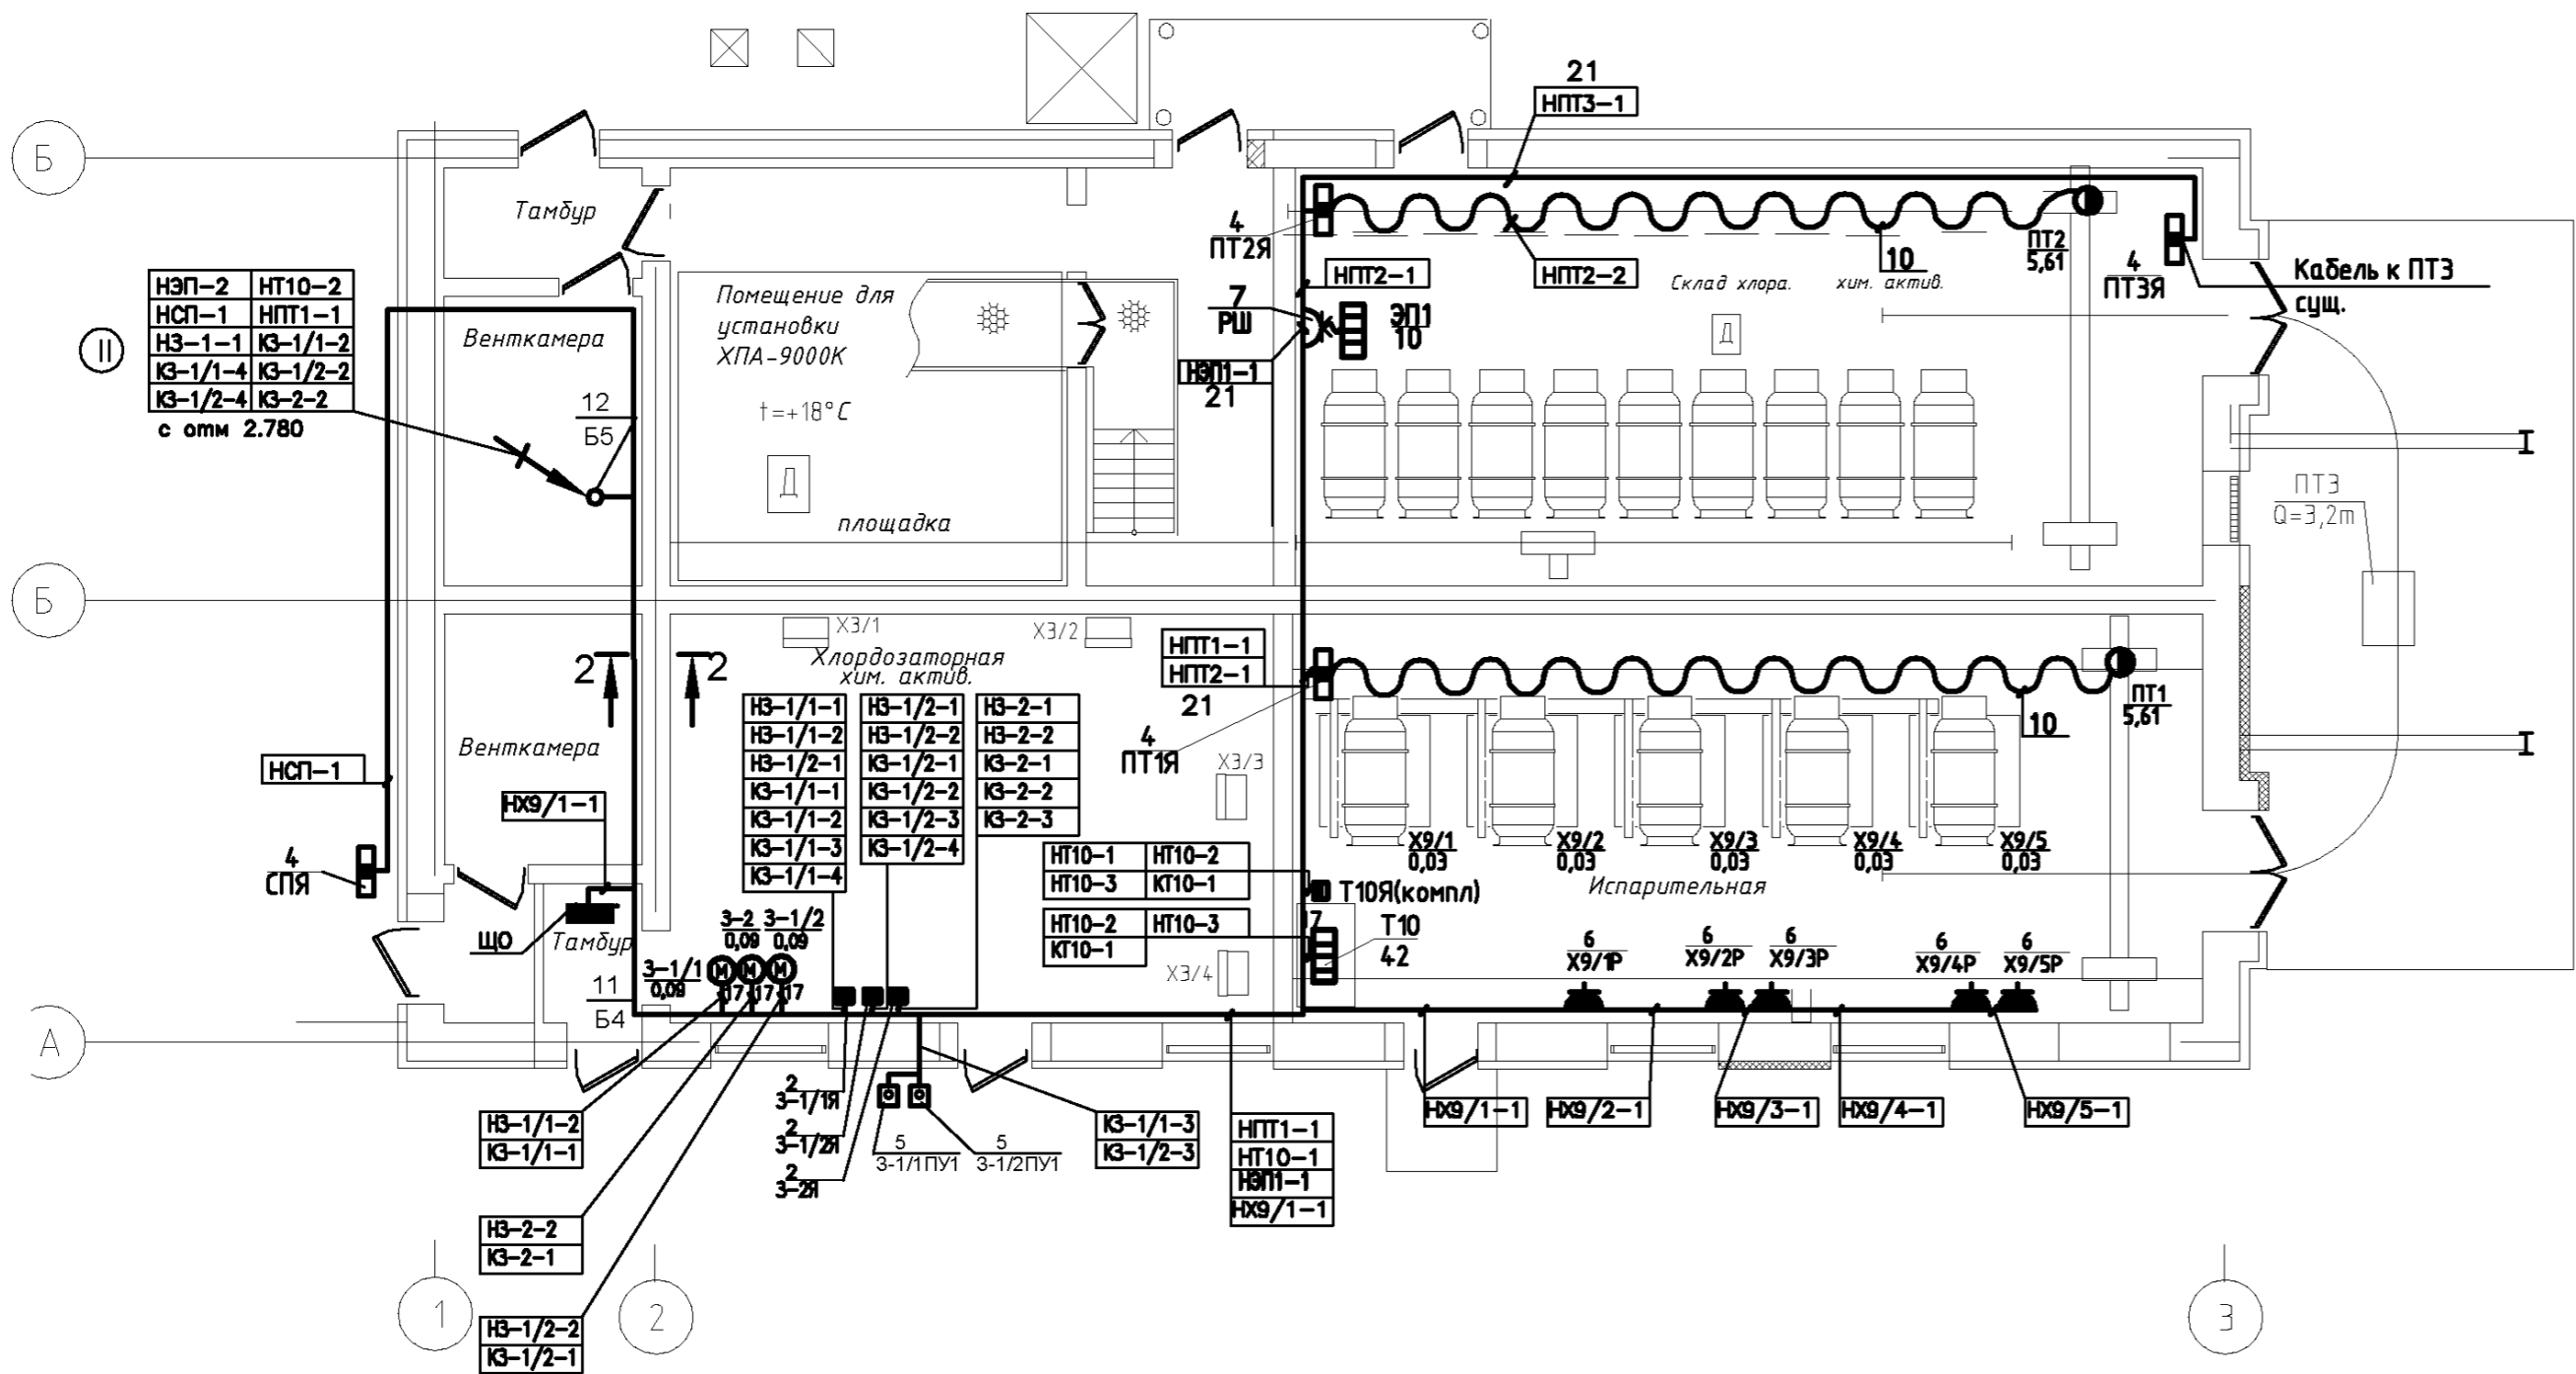 21
НПТ3-1
Б
Тамбур
4
ПТ2Я
НПТ2-1
НПТ2-2
10
ПТ2
5,61
4
ПТ3Я
Кабель к ПТ3
сущ.
Склад хлора.
хим. актив.
НЭП-2 НТ10-2
НСП-1 НПТ1-1
НЗ-1-1 КЗ-1/1-2
КЗ-1/1-4 КЗ-1/2-2
КЗ-1/2-4 КЗ-2-2
с отм 2.780
II
Венткамера
12
Б5
Помещение для
установки
ХПА-9000К
t=+18°C
Д
площадка
7
РШ
ЭП1
10
НЭП1-1
21
Д
ПТ3
Q=3,2т
Б
Х3/1
Х3/2
Хлордозаторная
хим. актив.
2
2
НПТ1-1
НПТ2-1
21
4
ПТ1Я
10
ПТ1
5,61
Венткамера
НСП-1
НХ9/1-1
4
СПЯ
НЗ-1/1-1
НЗ-1/1-2
НЗ-1/2-1
КЗ-1/1-1
КЗ-1/1-2
КЗ-1/1-3
КЗ-1/1-4
НЗ-1/2-1
НЗ-1/2-2
КЗ-1/2-1
КЗ-1/2-2
КЗ-1/2-3
КЗ-1/2-4
НЗ-2-1
НЗ-2-2
КЗ-2-1
КЗ-2-2
КЗ-2-3
Х3/3
Х9/1
0,03
Х9/2
0,03
Х9/3
0,03
Х9/4
0,03
Х9/5
0,03
Испарительная
НТ10-1 НТ10-2
НТ10-3 КТ10-1
Т10Я(компл)
НТ10-2 НТ10-3
КТ10-1
17
Т10
42
Х3/4
ЩО
Тамбур
З-2
0,09
З-1/2
0,09
З-1/1
0,09
М М М
17 17 17
11
Б4
6
Х9/1Р
6
Х9/2Р
6
Х9/3Р
6
Х9/4Р
6
Х9/5Р
А
2
З-1/1Я
2
З-1/2Я
2
З-2Я
5
З-1/1ПУ1
5
З-1/2ПУ1
НЗ-1/1-2
КЗ-1/1-1
КЗ-1/1-3
КЗ-1/2-3
НПТ1-1
НТ10-1
НЭП1-1
НХ9/1-1
НХ9/1-1
НХ9/2-1
НХ9/3-1
НХ9/4-1
НХ9/5-1
НЗ-2-2
КЗ-2-1
НЗ-1/2-2
КЗ-1/2-1
1
2
3